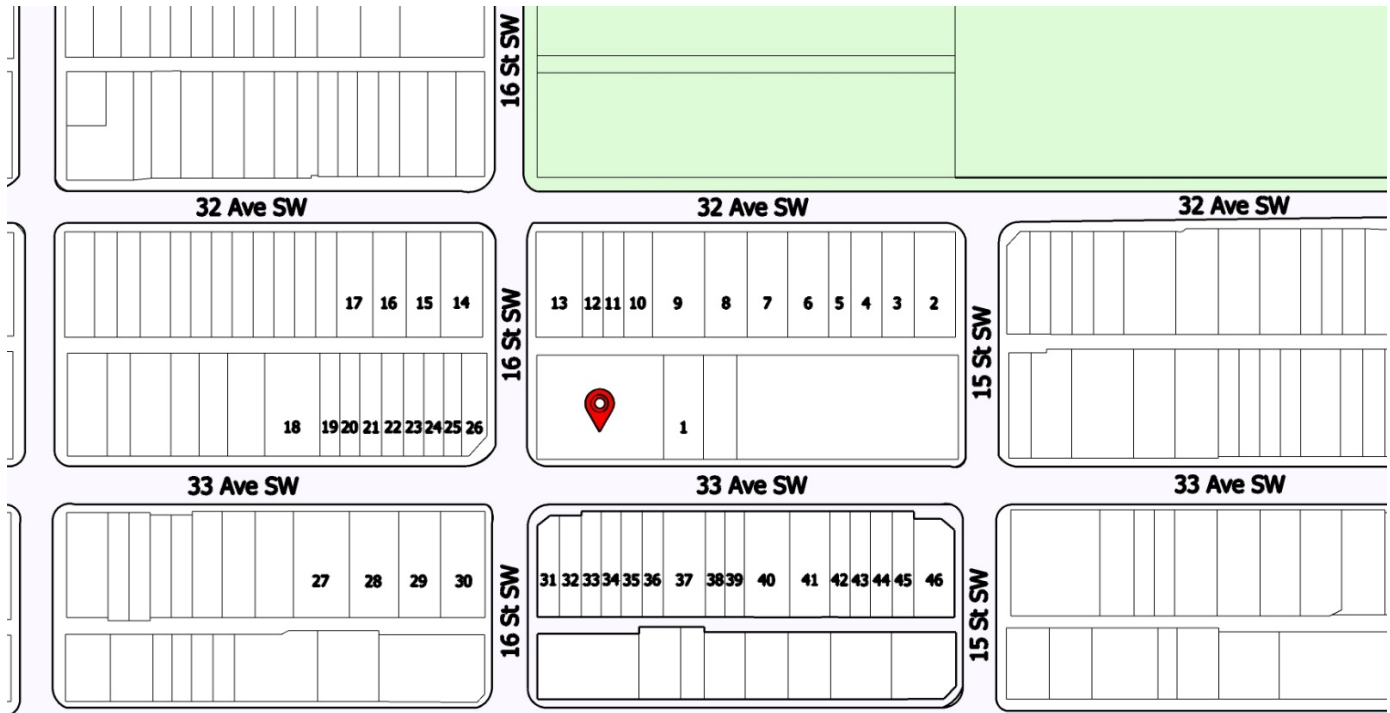 16 St SW
32 Ave SW
32 Ave SW
32 Ave SW
17 16 15 14
16 St SW
13 12 11 10 9 8 7 6 5 4 3 2
15 St SW
18 19 20 21 22 23 24 25 26
1
33 Ave SW
33 Ave SW
33 Ave SW
27 28 29 30
16 St SW
31 32 33 34 35 36 37 38 39 40 41 42 43 44 45 46
15 St SW